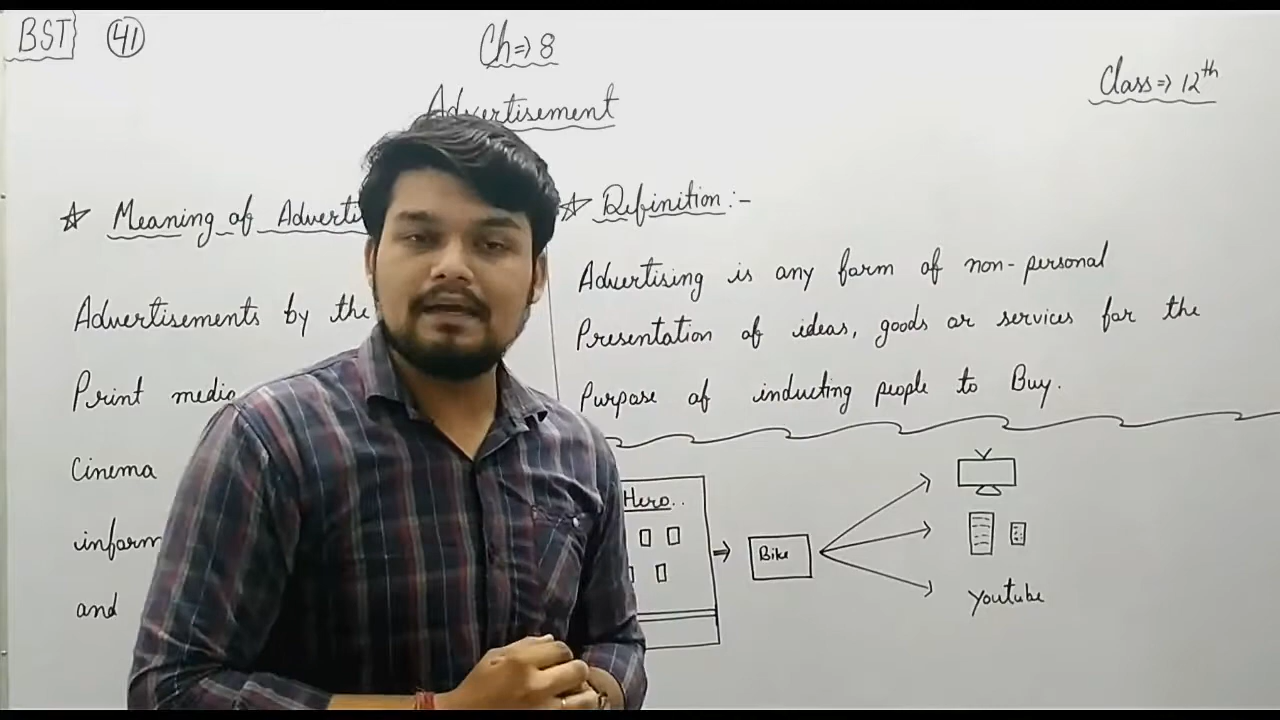 BST 41
Ch⇒8
Class⇒12th
Advertisement
☆ Meaning of Adverti
Advertisements by the
Print media
Cinema
inform
and
☆ Definition:-
Advertising is any form of non-personal
Presentation of ideas, goods or services for the
Purpose of inducting people to Buy.
Hero..
Bike
Youtube